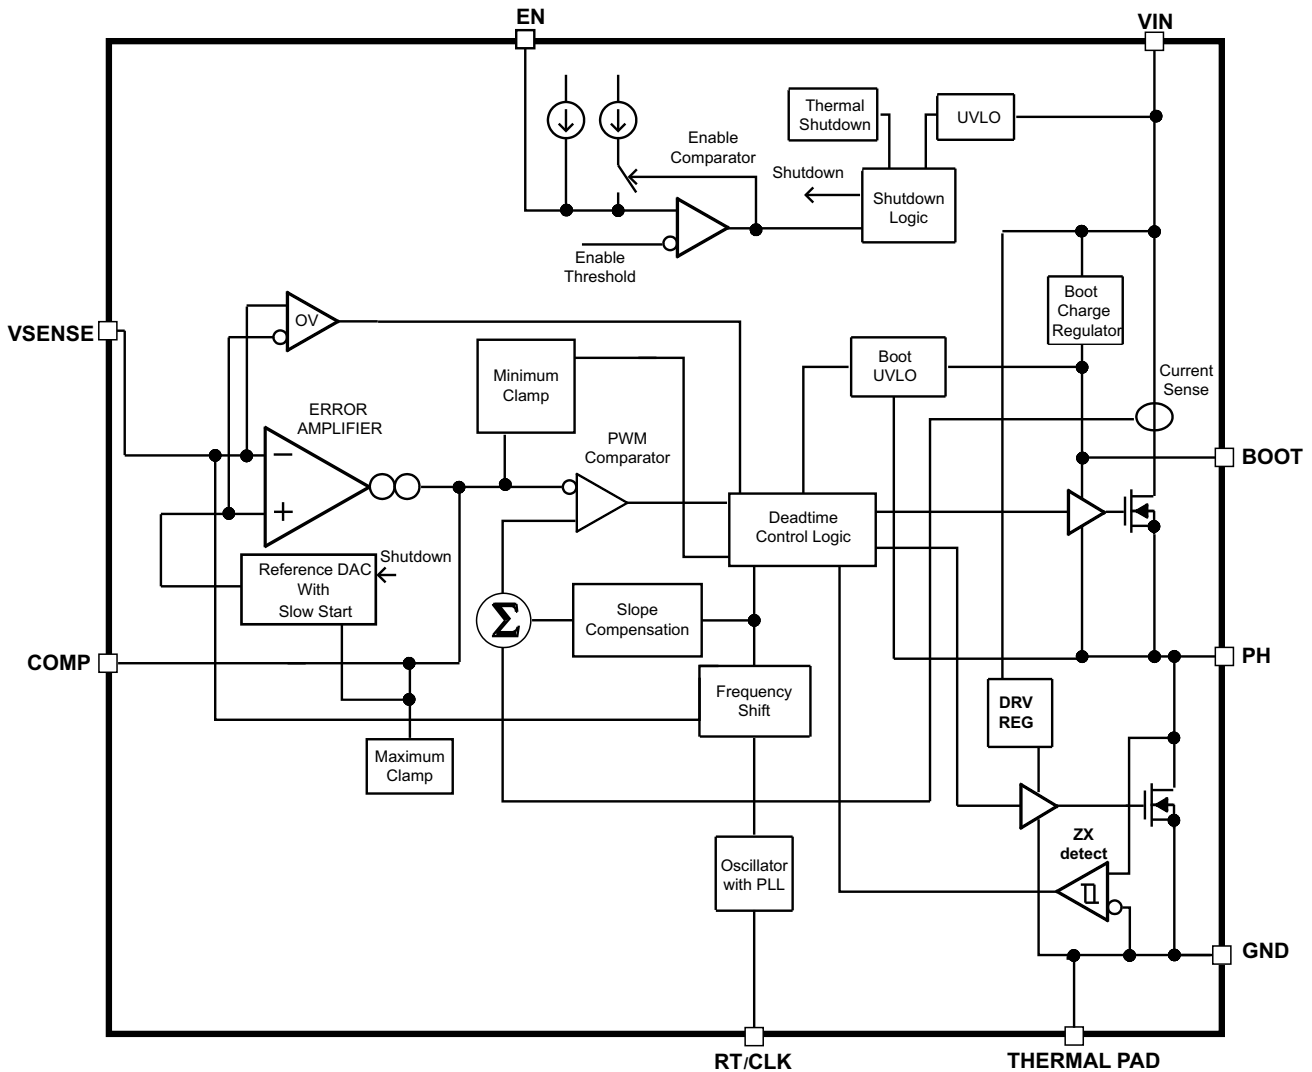 EN
VIN
Thermal
Shutdown
UVLO
Enable
Comparator
Shutdown
Shutdown
Logic
Enable
Threshold
Boot
Charge
Regulator
VSENSE
OV
Minimum
Clamp
Boot
UVLO
Current
Sense
ERROR
AMPLIFIER
PWM
Comparator
BOOT
−
+
Deadtime
Control Logic
Shutdown
Reference DAC
With
Slow Start
Σ
Slope
Compensation
COMP
PH
Frequency
Shift
DRV
REG
Maximum
Clamp
ZX
detect
Oscillator
with PLL
GND
RT/CLK
THERMAL PAD